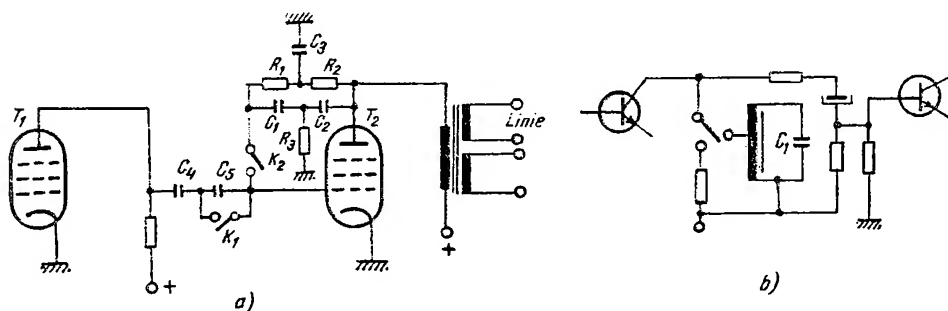 C3
R1 R2
T1
C1 C2
T2
R3
K2
C4 C5
K1
Linie
+
+
a)
C1
b)